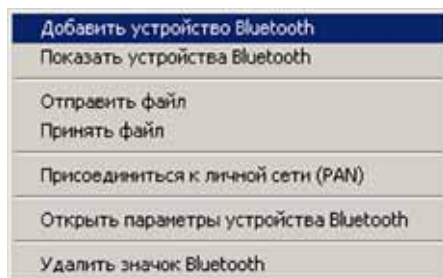 Добавить устройство Bluetooth
Показать устройства Bluetooth
Отправить файл
Принять файл
Присоединиться к личной сети (PAN)
Открыть параметры устройства Bluetooth
Удалить значок Bluetooth